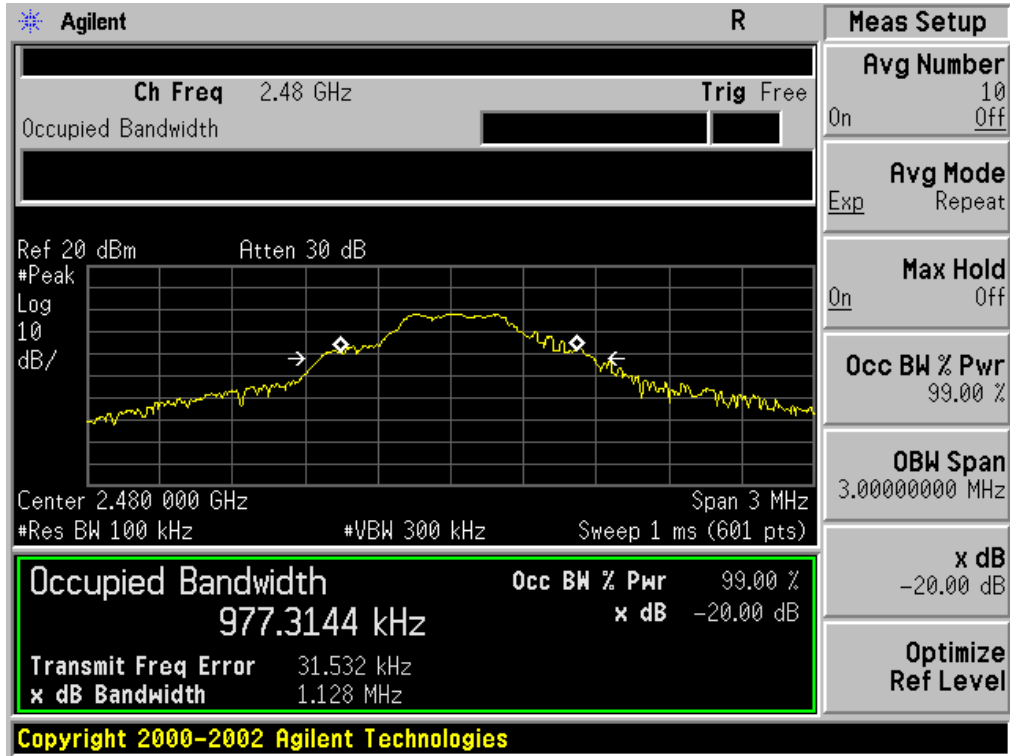 Agilent R
Ch Freq 2.48 GHz Trig Free
Occupied Bandwidth
Ref 20 dBm Atten 30 dB
#Peak
Log
10
dB/
Center 2.480 000 GHz Span 3 MHz
#Res BW 100 kHz #VBW 300 kHz Sweep 1 ms (601 pts)
Occupied Bandwidth
977.3144 kHz
Occ BW % Pwr 99.00 %
x dB -20.00 dB
Transmit Freq Error 31.532 kHz
x dB Bandwidth 1.128 MHz
Copyright 2000-2002 Agilent Technologies
Meas Setup
Avg Number
10
On Off
Avg Mode
Exp Repeat
Max Hold
On Off
Occ BW % Pwr
99.00 %
OBW Span
3.00000000 MHz
x dB
-20.00 dB
Optimize
Ref Level